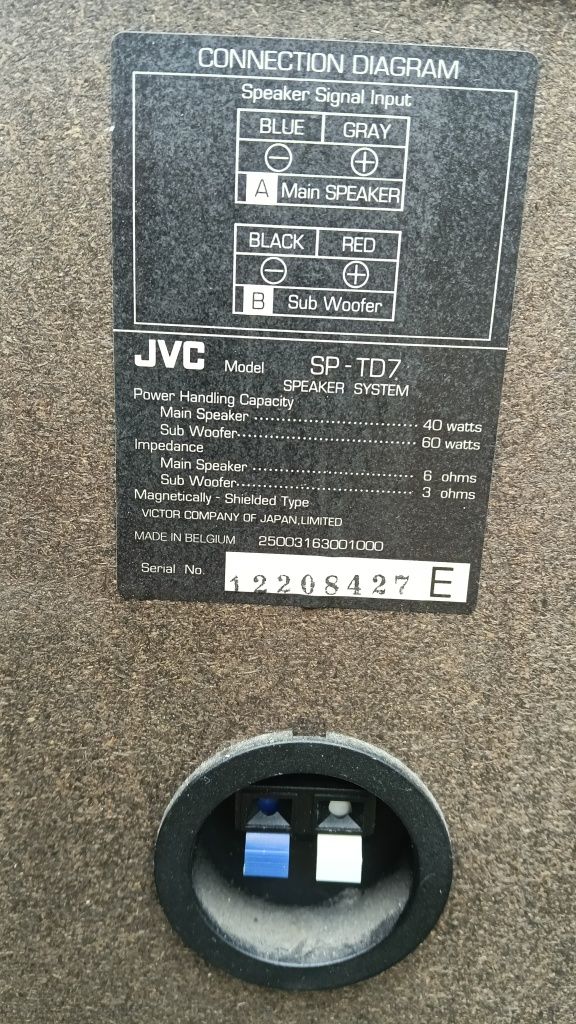 CONNECTION DIAGRAM
Speaker Signal Input
BLUE GRAY
⊖ ⊕
A Main SPEAKER
BLACK RED
⊖ ⊕
B Sub Woofer
JVC Model SP-TD7
SPEAKER SYSTEM
Power Handling Capacity
Main Speaker .............................. 40 watts
Sub Woofer................................. 60 watts
Impedance
Main Speaker .............................. 6 ohms
Sub Woofer................................. 3 ohms
Magnetically - Shielded Type
VICTOR COMPANY OF JAPAN,LIMITED
MADE IN BELGIUM 25003163001000
Serial No. 12208427 E